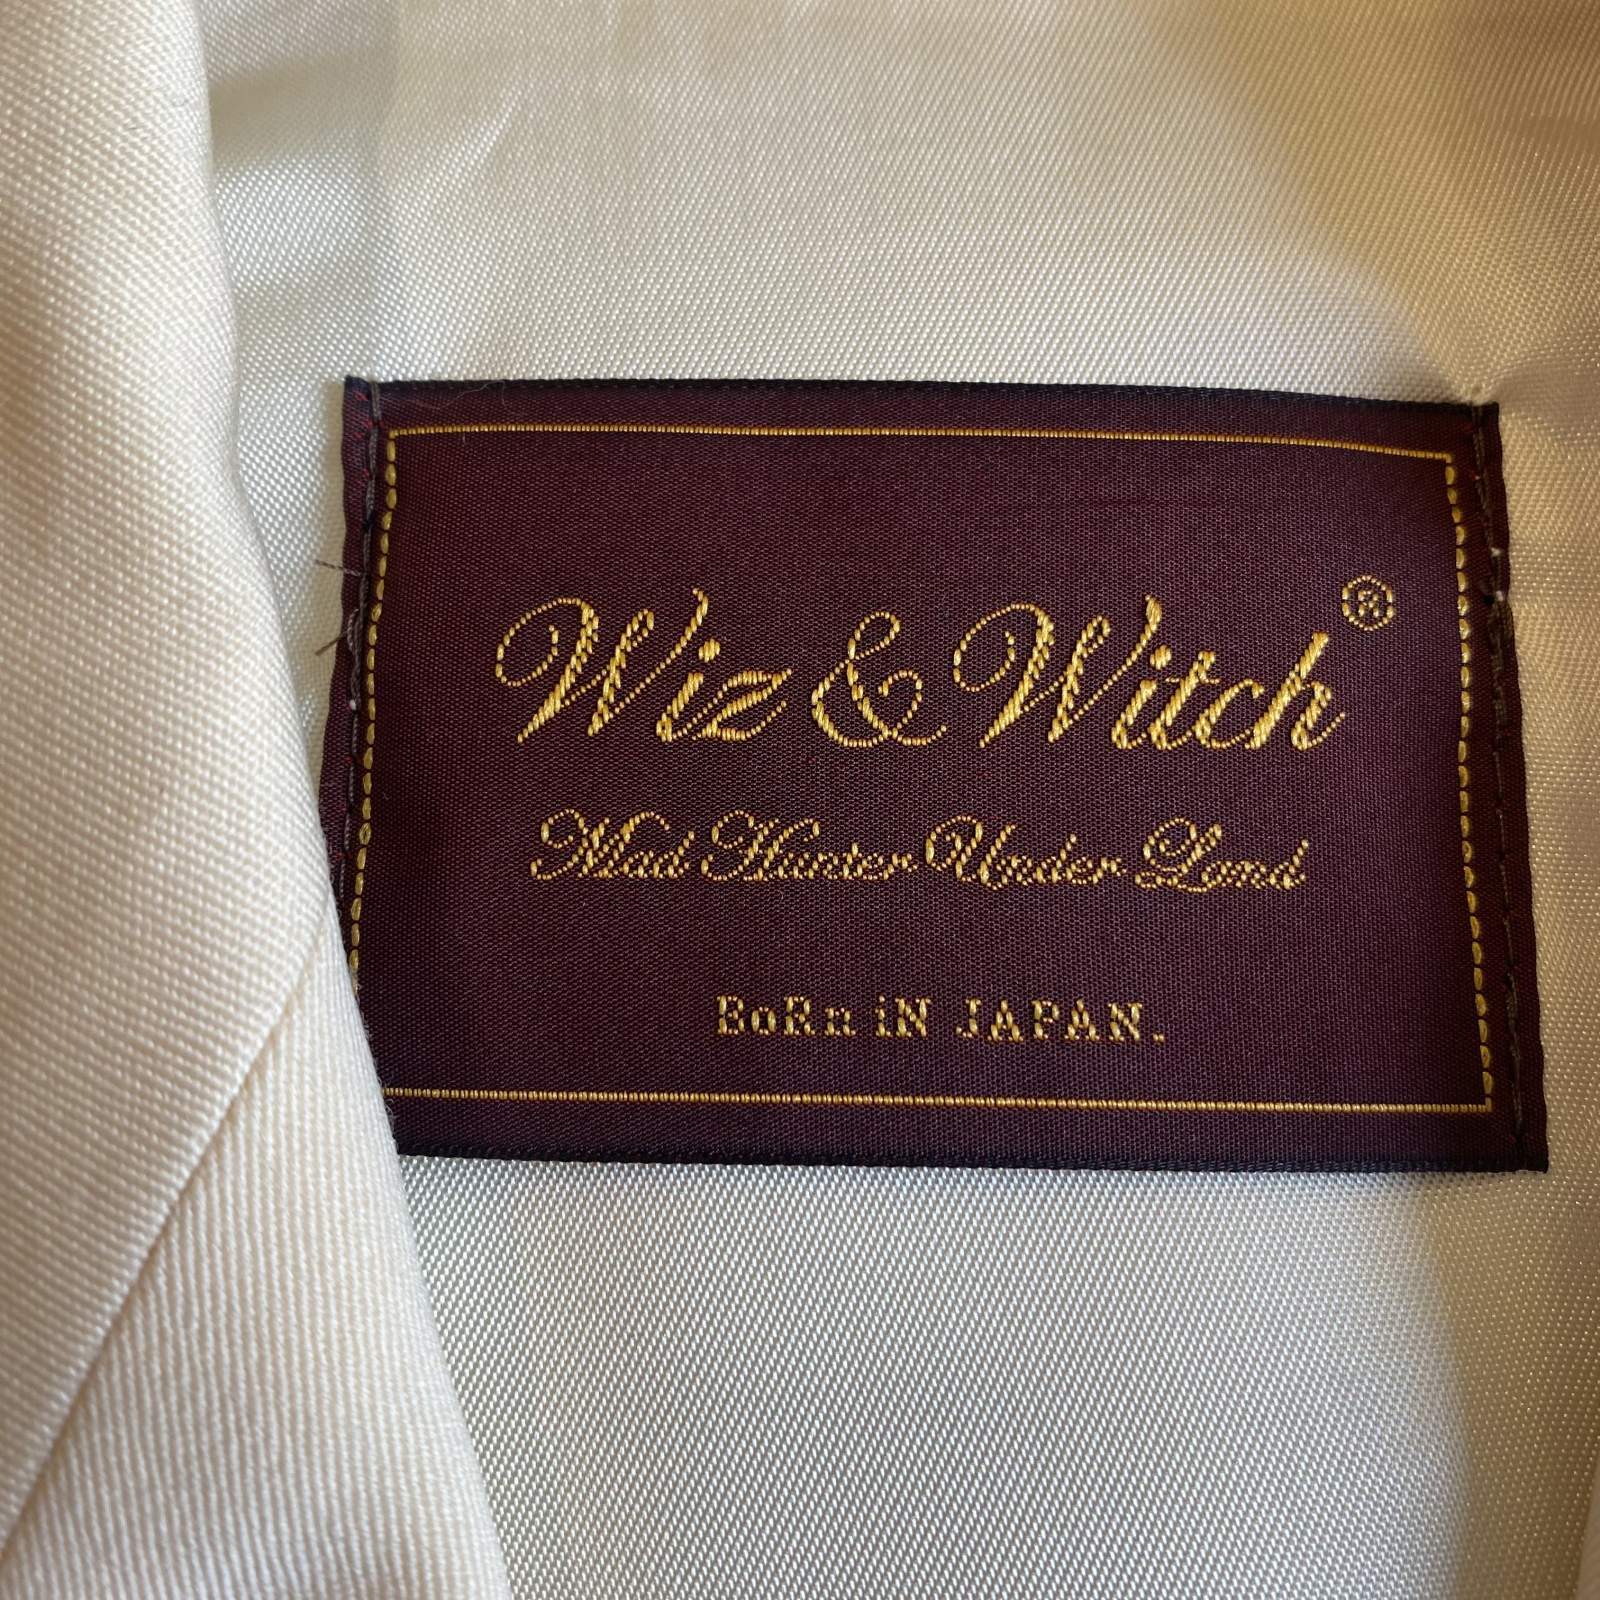 Wiz & Witch ®
Mad Hunter Under Land
BoRn iN JAPAN.